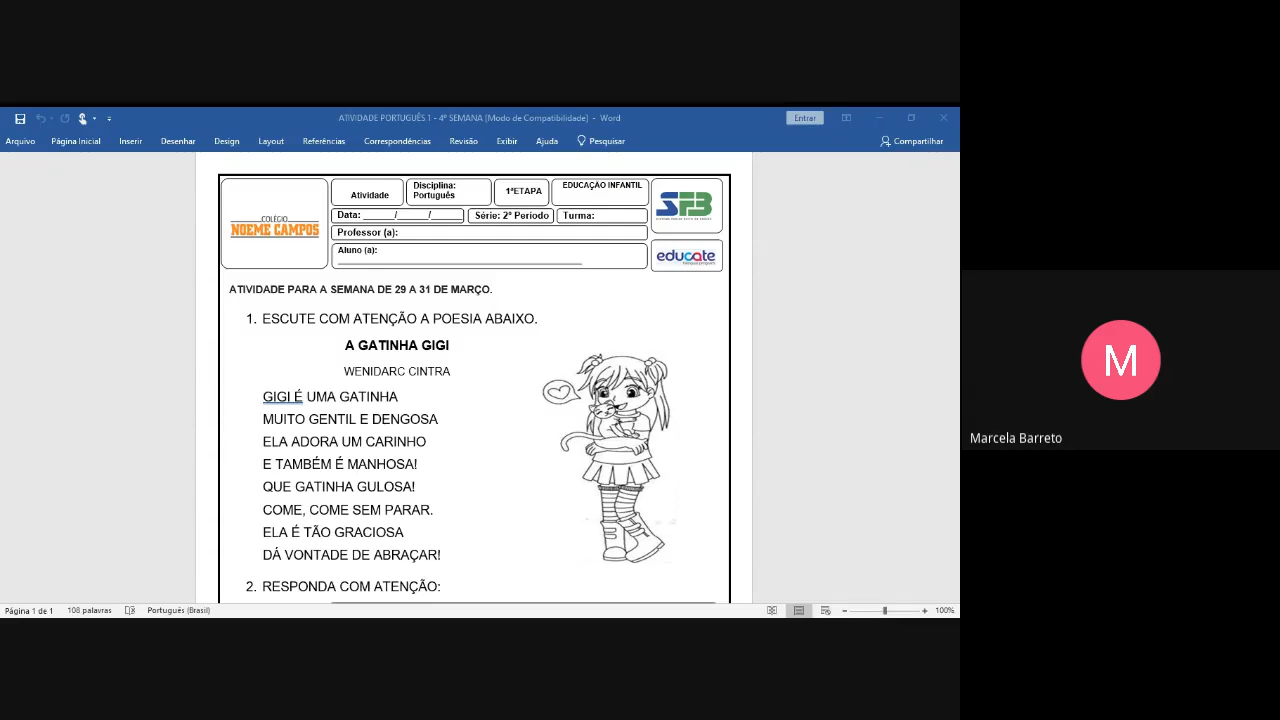 ATIVIDADE PORTUGUÊS 1 - 4ª SEMANA [Modo de Compatibilidade] - Word
Entrar
Arquivo Página Inicial Inserir Desenhar Design Layout Referências Correspondências Revisão Exibir Ajuda Pesquisar Compartilhar
COLÉGIO
NOEME CAMPOS
Atividade
Disciplina:
Português
1ªETAPA
EDUCAÇÃO INFANTIL
SEB
Data: ______/______/______
Série: 2º Período
Turma:
Professor (a):
Aluno (a):
educate
ATIVIDADE PARA A SEMANA DE 29 A 31 DE MARÇO.
1. ESCUTE COM ATENÇÃO A POESIA ABAIXO.
A GATINHA GIGI
WENIDARC CINTRA
GIGI É UMA GATINHA
MUITO GENTIL E DENGOSA
ELA ADORA UM CARINHO
E TAMBÉM É MANHOSA!
QUE GATINHA GULOSA!
COME, COME SEM PARAR.
ELA É TÃO GRACIOSA
DÁ VONTADE DE ABRAÇAR!
2. RESPONDA COM ATENÇÃO:
Página 1 de 1 108 palavras Português (Brasil) 100%
M
Marcela Barreto